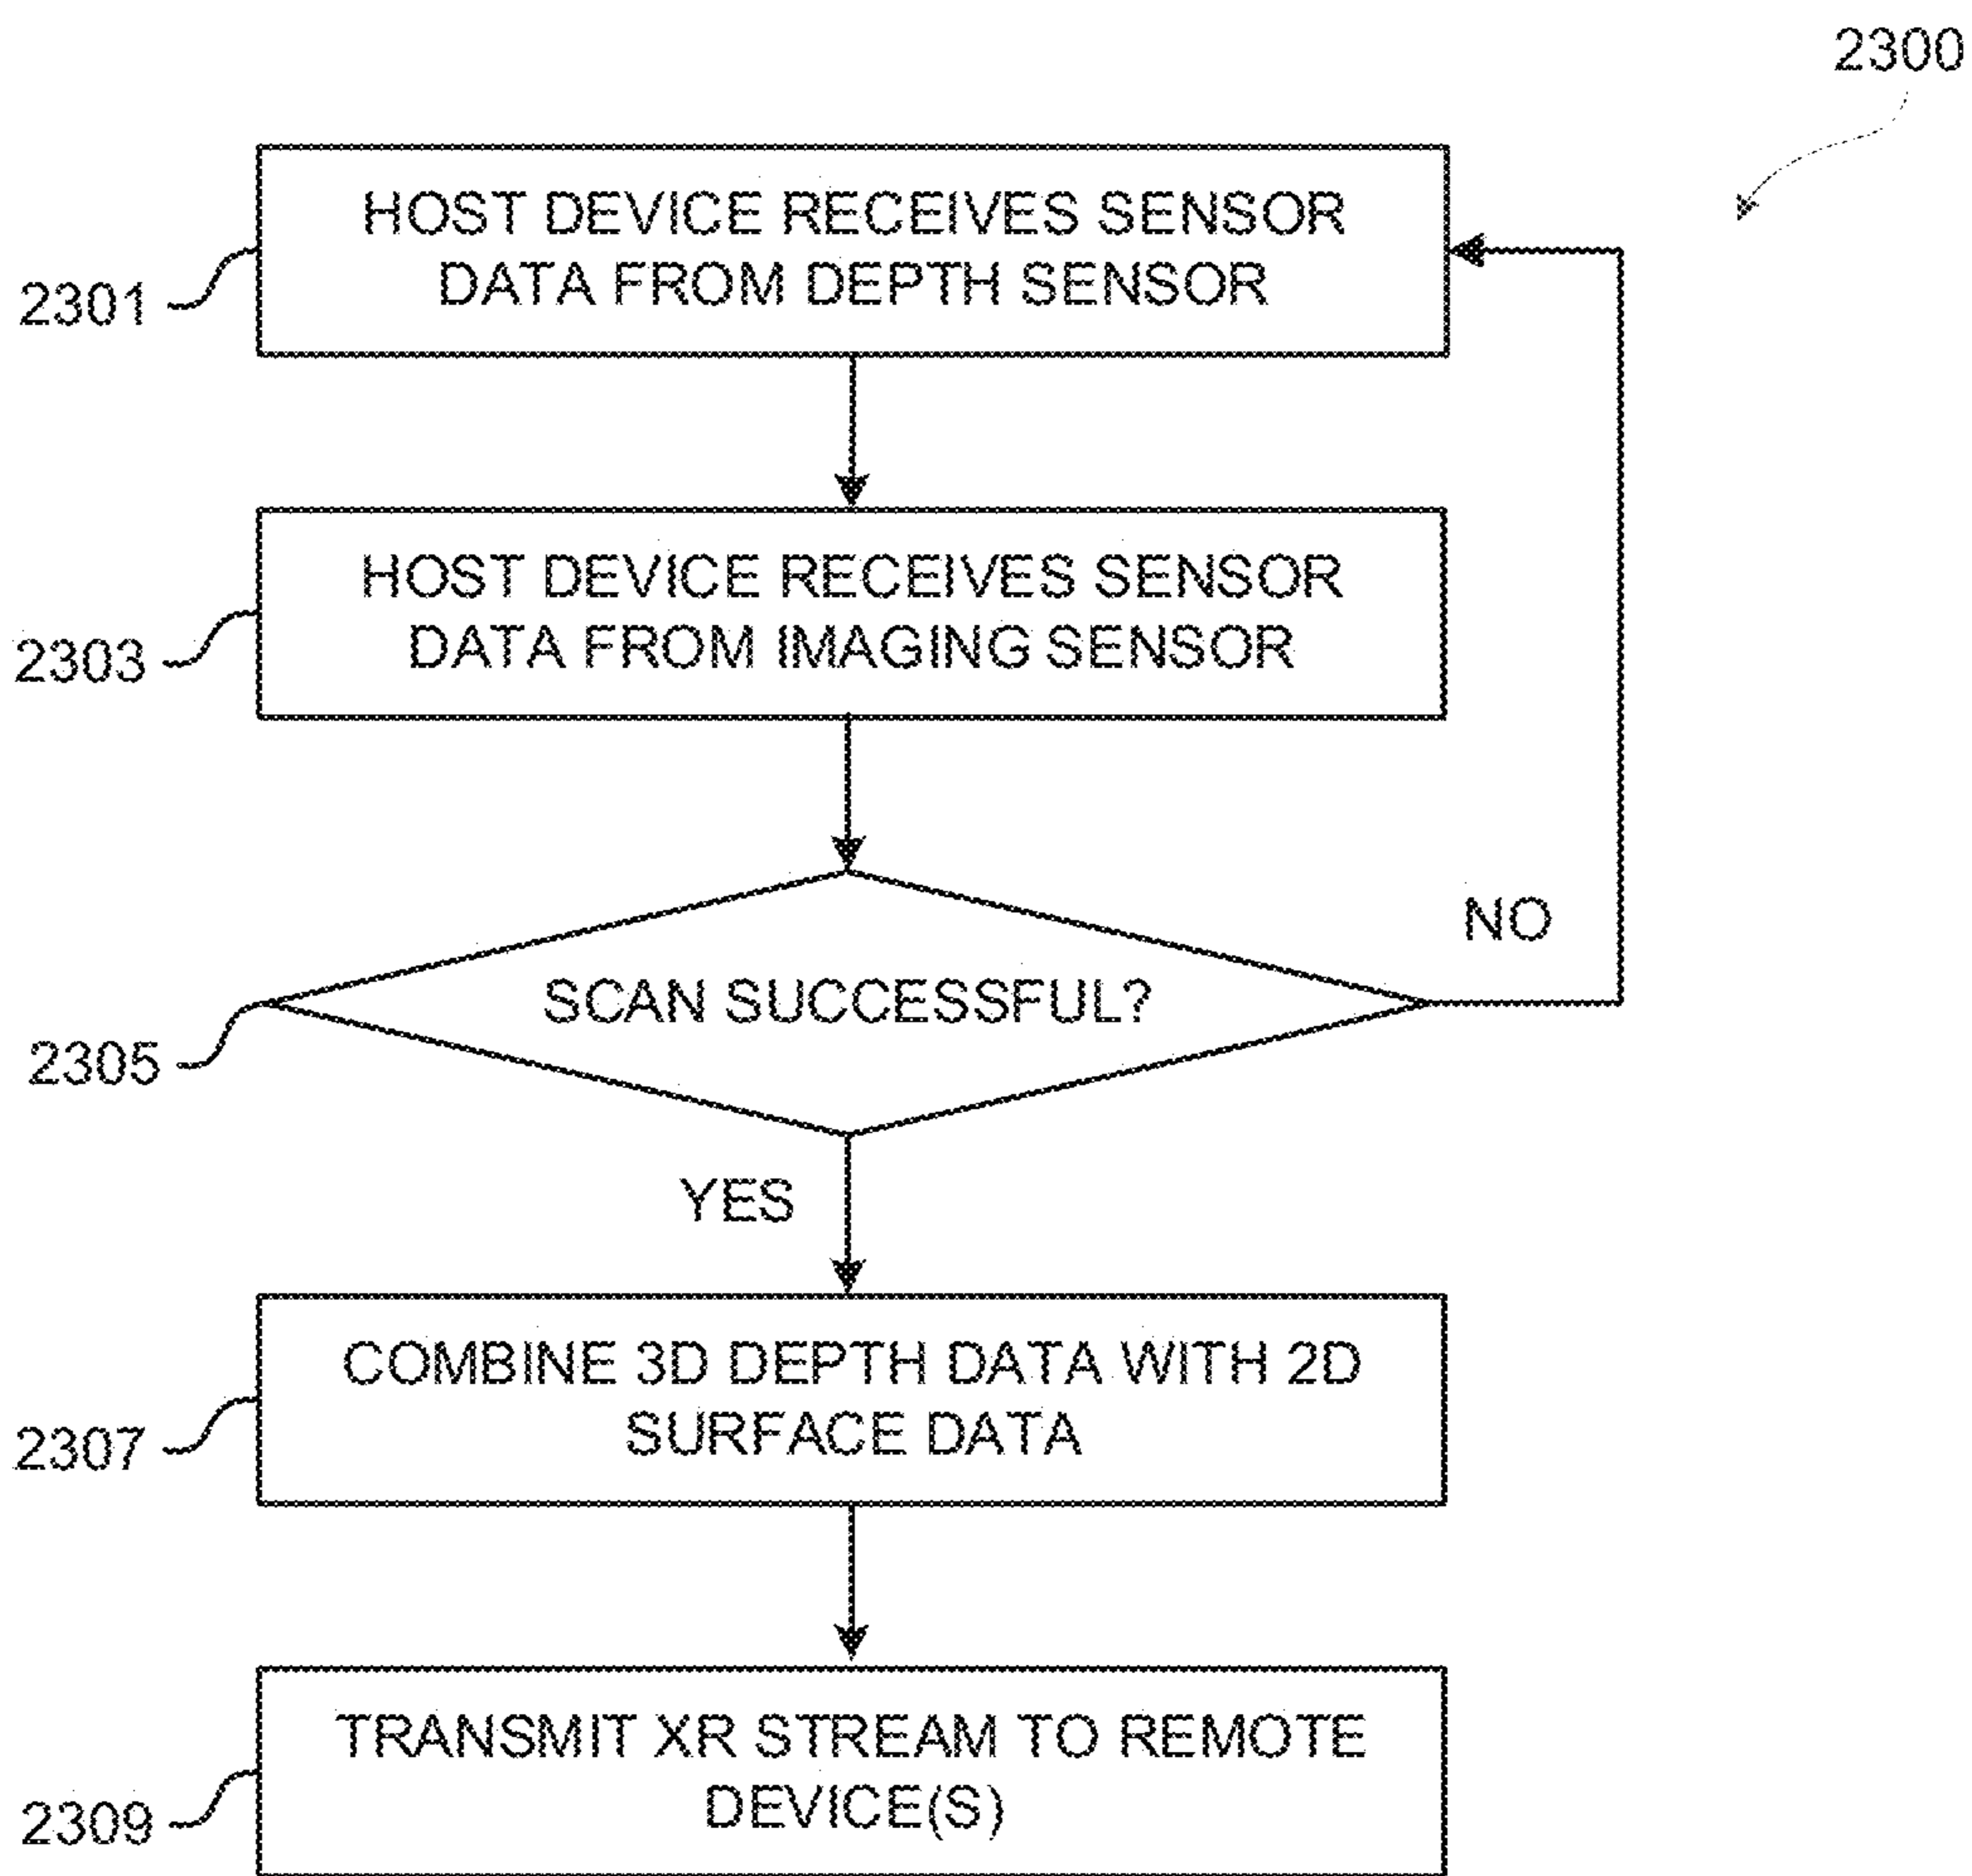 2300
HOST DEVICE RECEIVES SENSOR
DATA FROM DEPTH SENSOR
2301
HOST DEVICE RECEIVES SENSOR
DATA FROM IMAGING SENSOR
2303
NO
SCAN SUCCESSFUL?
2305
YES
COMBINE 3D DEPTH DATA WITH 2D
SURFACE DATA
2307
TRANSMIT XR STREAM TO REMOTE
DEVICE(S)
2309